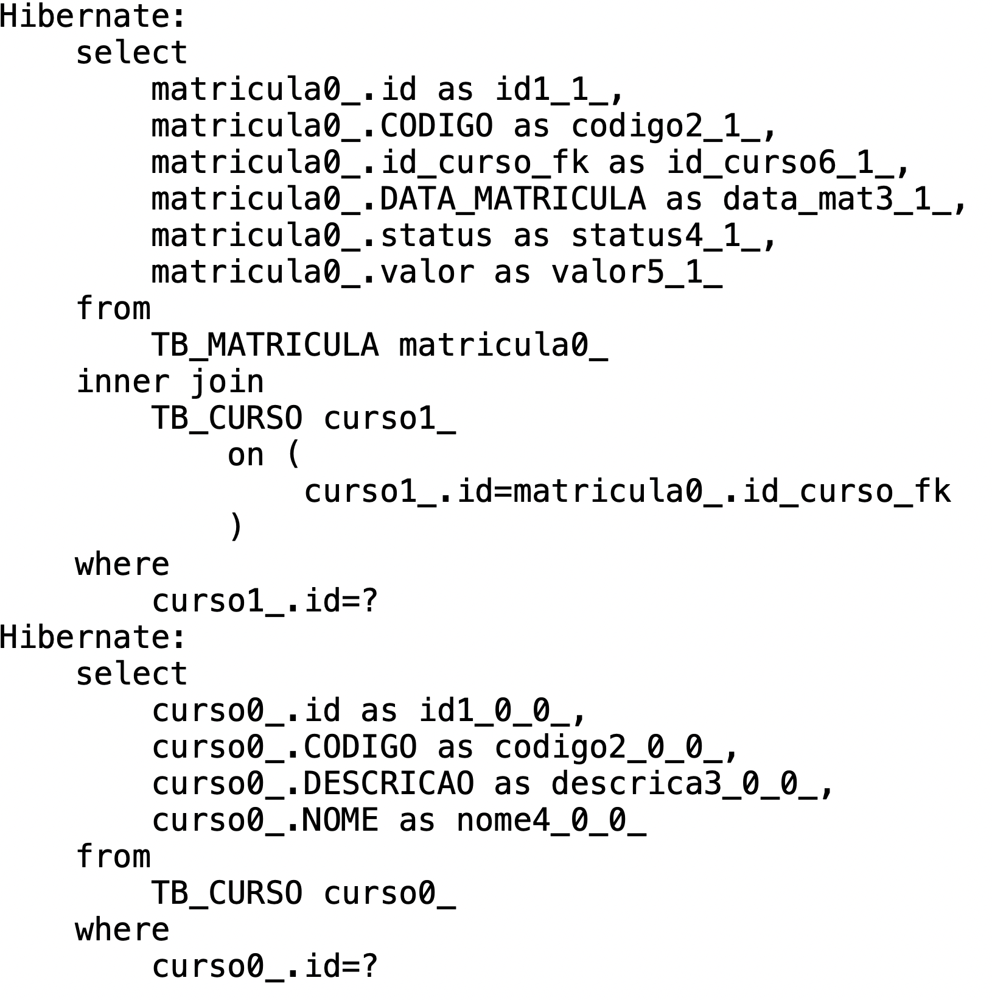 Hibernate:
    select
        matricula0_.id as id1_1_,
        matricula0_.CODIGO as codigo2_1_,
        matricula0_.id_curso_fk as id_curso6_1_,
        matricula0_.DATA_MATRICULA as data_mat3_1_,
        matricula0_.status as status4_1_,
        matricula0_.valor as valor5_1_
    from
        TB_MATRICULA matricula0_
    inner join
        TB_CURSO curso1_
            on (
                curso1_.id=matricula0_.id_curso_fk
            )
    where
        curso1_.id=?
Hibernate:
    select
        curso0_.id as id1_0_0_,
        curso0_.CODIGO as codigo2_0_0_,
        curso0_.DESCRICAO as descrica3_0_0_,
        curso0_.NOME as nome4_0_0_
    from
        TB_CURSO curso0_
    where
        curso0_.id=?